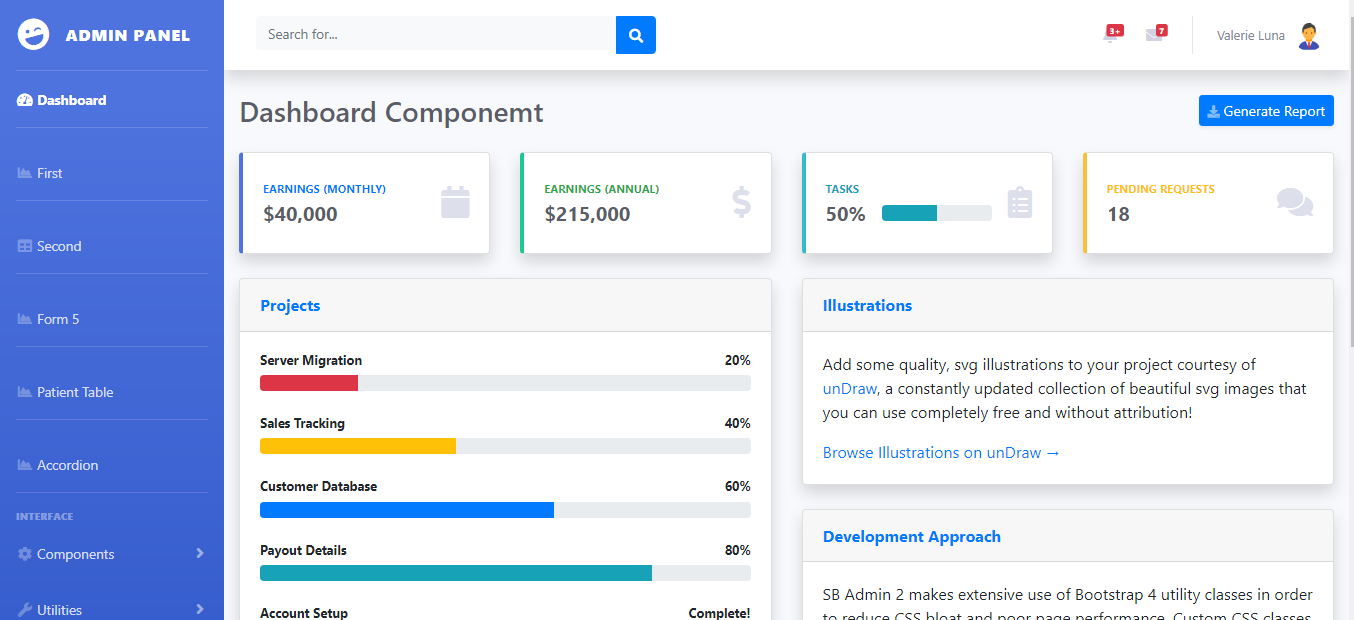 ADMIN PANEL
Dashboard
First
Second
Form 5
Patient Table
Accordion
INTERFACE
Components
Utilities
Search for...
3+
7
Valerie Luna
Dashboard Componemt
Generate Report
EARNINGS (MONTHLY)
$40,000
EARNINGS (ANNUAL)
$215,000
TASKS
50%
PENDING REQUESTS
18
Projects
Server Migration 20%
Sales Tracking 40%
Customer Database 60%
Payout Details 80%
Account Setup Complete!
Illustrations
Add some quality, svg illustrations to your project courtesy of
unDraw, a constantly updated collection of beautiful svg images that
you can use completely free and without attribution!
Browse Illustrations on unDraw →
Development Approach
SB Admin 2 makes extensive use of Bootstrap 4 utility classes in order
to reduce CSS bloat and poor page performance. Custom CSS classes